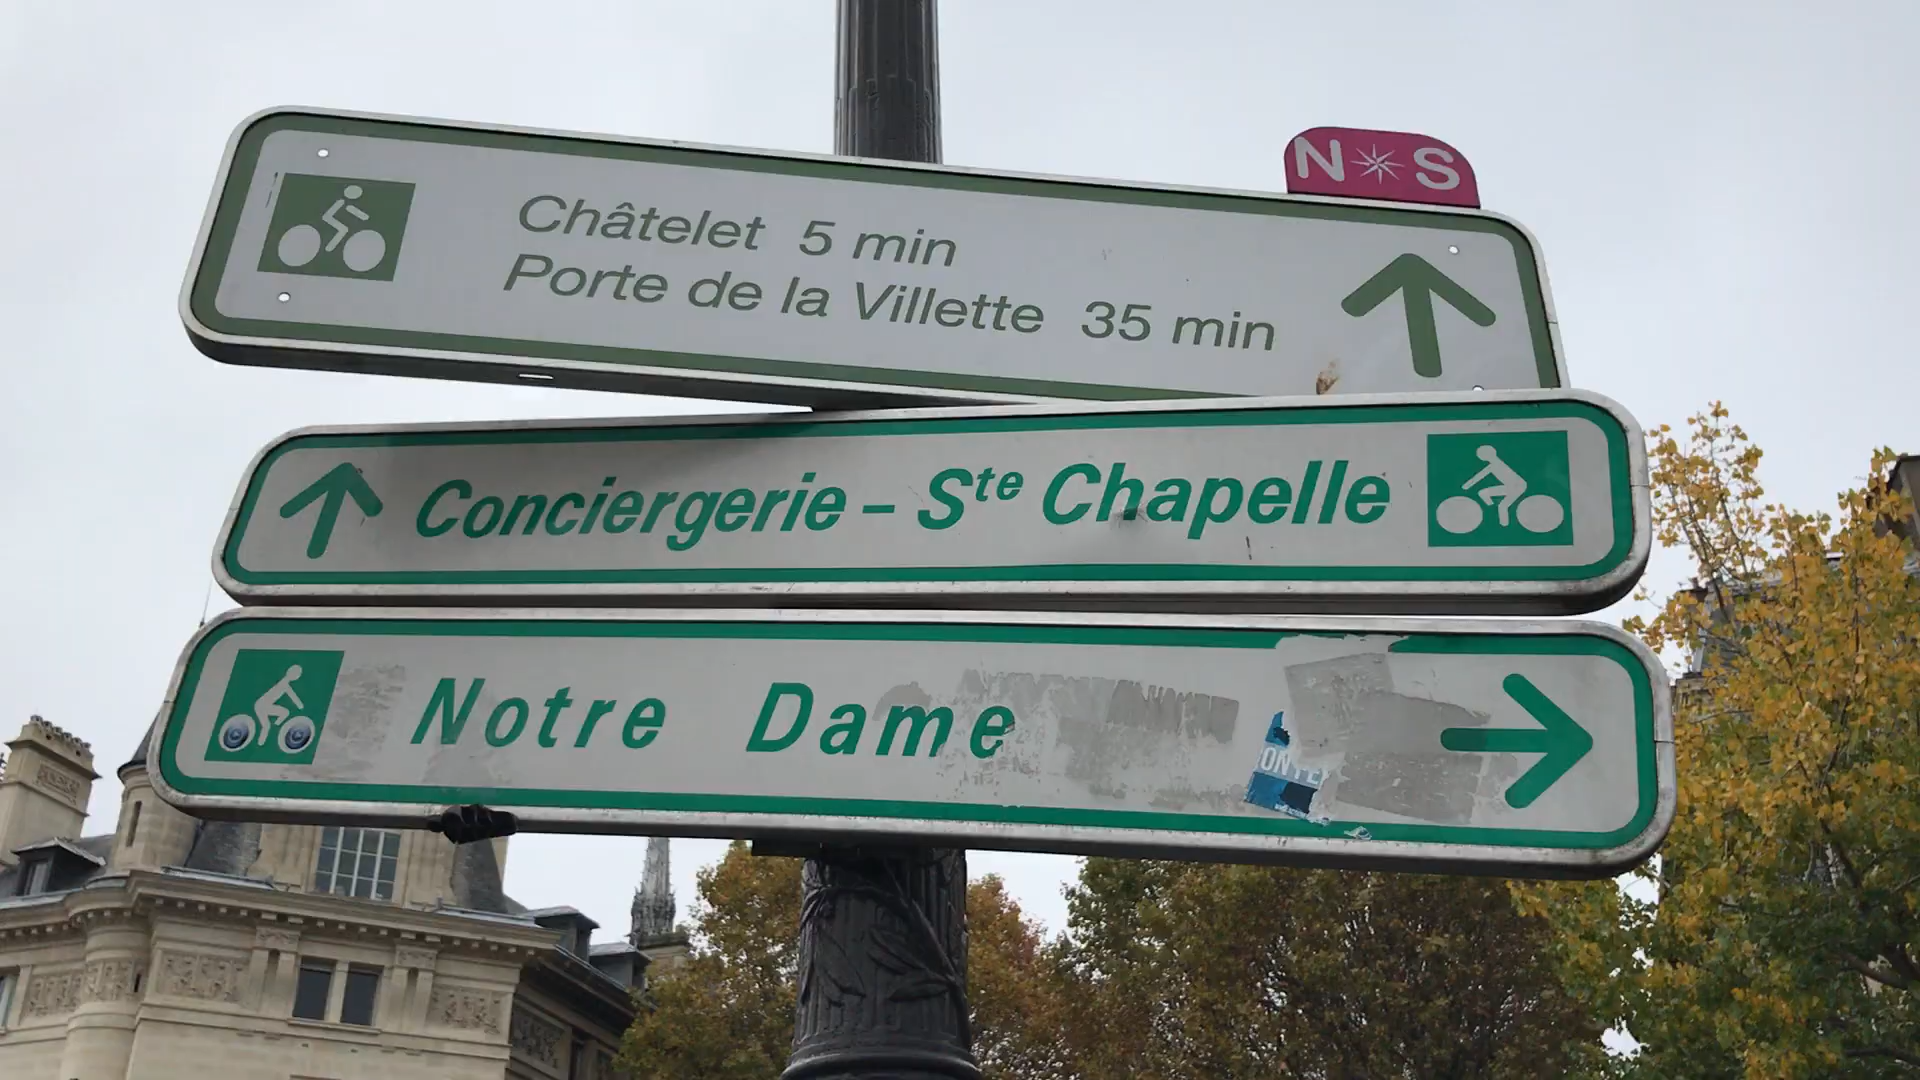 N S
Châtelet 5 min
Porte de la Villette 35 min
Conciergerie – Ste Chapelle
Notre Dame